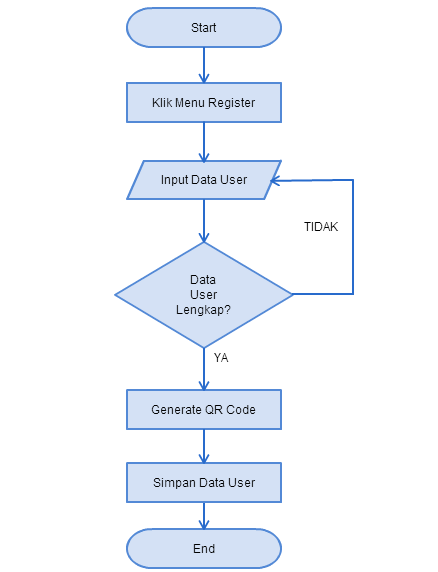 Start
Klik Menu Register
Input Data User
TIDAK
Data
User
Lengkap?
YA
Generate QR Code
Simpan Data User
End